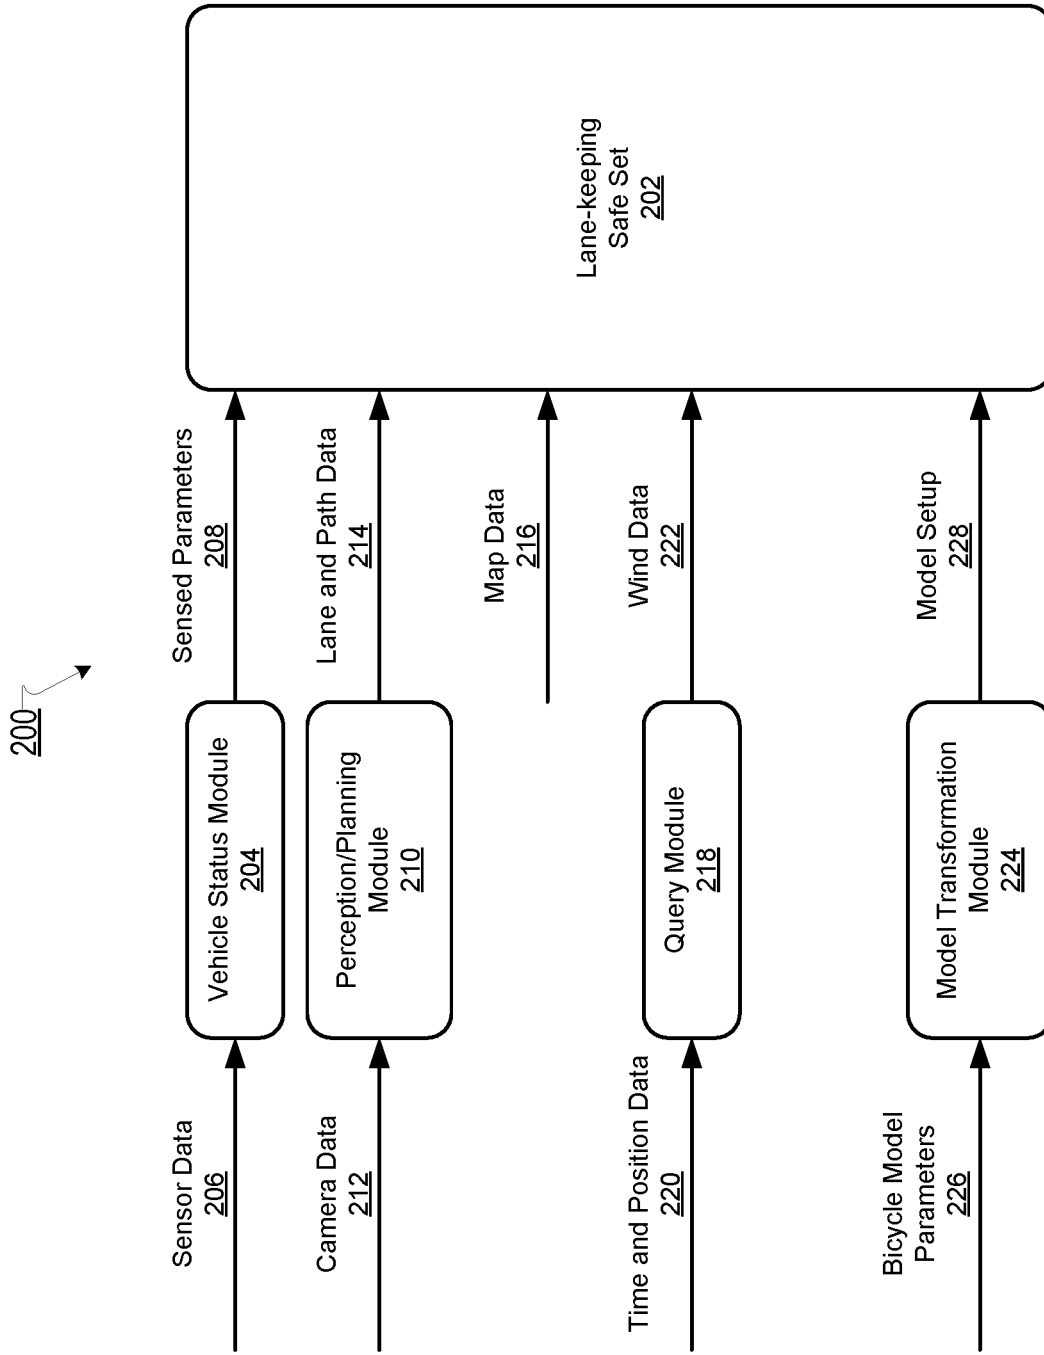 200
Sensor Data
206
Vehicle Status Module
204
Sensed Parameters
208
Camera Data
212
Perception/Planning
Module
210
Lane and Path Data
214
Map Data
216
Time and Position Data
220
Query Module
218
Wind Data
222
Bicycle Model
Parameters
226
Model Transformation
Module
224
Model Setup
228
Lane-keeping
Safe Set
202